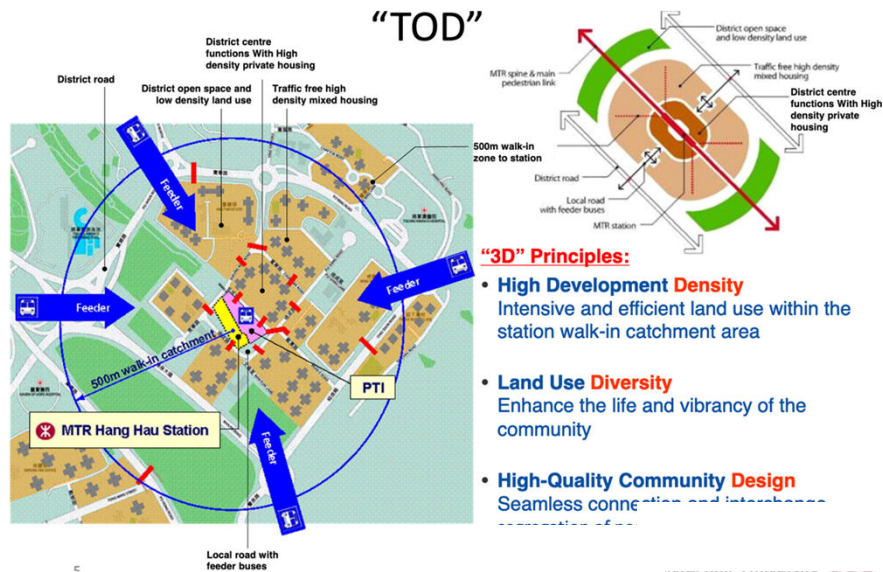 “TOD”
District centre
functions With High
density private housing
District road
District open space and
low density land use
Traffic free high
density mixed housing
500m walk-in
zone to station
Feeder
Feeder
Feeder
Feeder
500m walk-in catchment
PTI
MTR Hang Hau Station
Local road with
feeder buses
5
District open space
and low density land use
MTR spine & main
pedestrian link
Traffic free high density
mixed housing
District centre
functions With High
density private
housing
District road
Local road
with feeder buses
MTR station
“3D” Principles:
• High Development Density
Intensive and efficient land use within the
station walk-in catchment area
• Land Use Diversity
Enhance the life and vibrancy of the
community
• High-Quality Community Design
Seamless connection and interchange